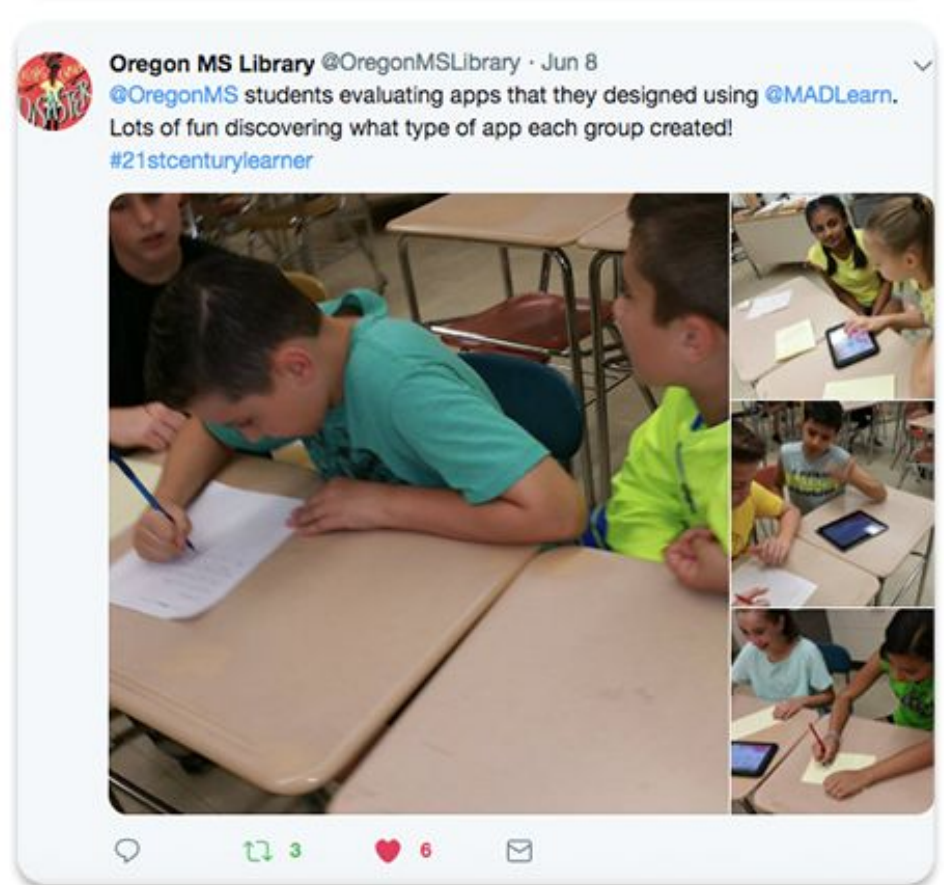 Oregon MS Library @OregonMSLibrary · Jun 8
@OregonMS students evaluating apps that they designed using @MADLearn.
Lots of fun discovering what type of app each group created!
#21stcenturylearner
3 6